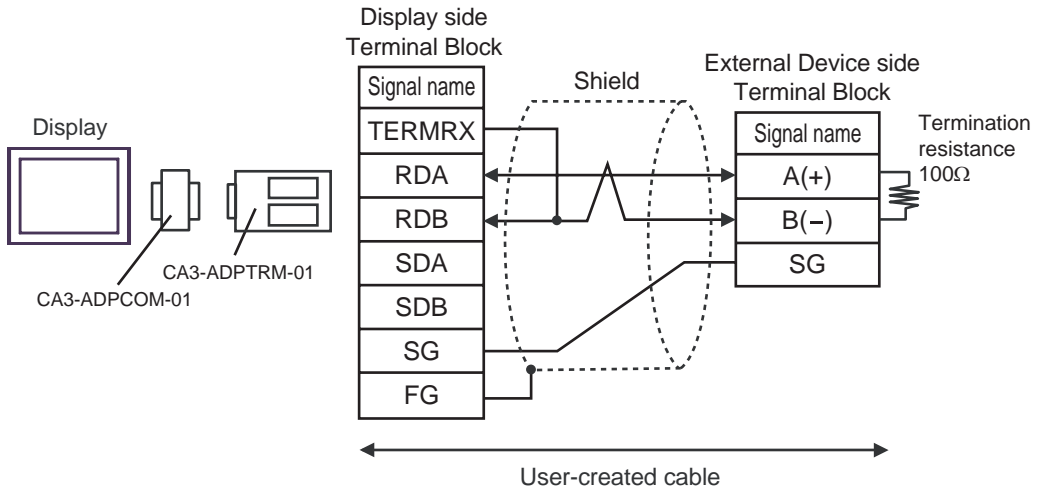 Display side
Terminal Block
Signal name
TERMRX
RDA
RDB
SDA
SDB
SG
FG
Shield
External Device side
Terminal Block
Signal name
A(+)
B(−)
SG
Termination
resistance
100Ω
Display
CA3-ADPTRM-01
CA3-ADPCOM-01
User-created cable